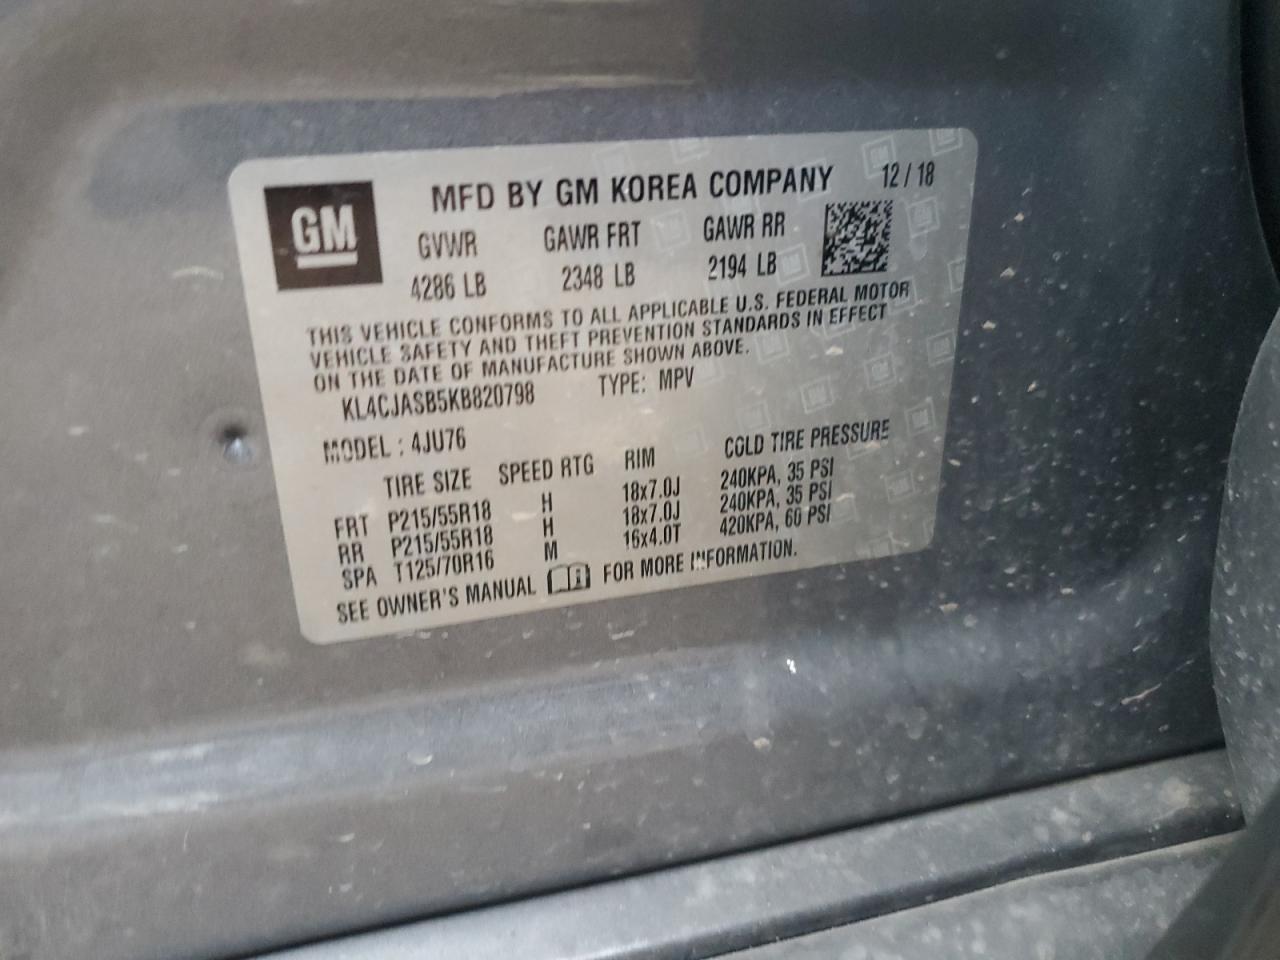 GM
MFD BY GM KOREA COMPANY 12 / 18
GVWR GAWR FRT GAWR RR
4286 LB 2348 LB 2194 LB
THIS VEHICLE CONFORMS TO ALL APPLICABLE U.S. FEDERAL MOTOR
VEHICLE SAFETY AND THEFT PREVENTION STANDARDS IN EFFECT
ON THE DATE OF MANUFACTURE SHOWN ABOVE.
KL4CJASB5KB820798 TYPE: MPV
MODEL : 4JU76
TIRE SIZE SPEED RTG RIM COLD TIRE PRESSURE
FRT P215/55R18 H 18x7.0J 240KPA, 35 PSI
RR P215/55R18 H 18x7.0J 240KPA, 35 PSI
SPA T125/70R16 M 16x4.0T 420KPA, 60 PSI
SEE OWNER'S MANUAL FOR MORE INFORMATION.